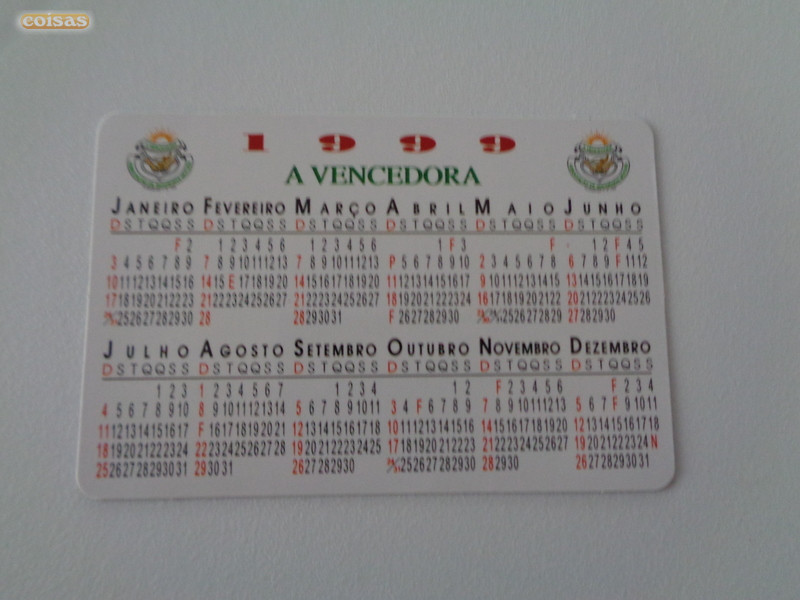 coisas
1999
A VENCEDORA
JANEIRO FEVEREIRO MARÇO ABRIL MAIO JUNHO
DSTQQSS DSTQQSS DSTQQSS DSTQQSS DSTQQSS DSTQQSS
F 2 1 2 3 4 5 6 1 2 3 4 5 6 1 F 3 F 1 2 F 4 5
3 4 5 6 7 8 9 7 8 9 10 11 12 13 7 8 9 10 11 12 13 P 5 6 7 8 9 10 2 3 4 5 6 7 8 6 7 8 9 F 11 12
10 11 12 13 14 15 16 14 15 E 17 18 19 20 14 15 16 17 18 19 20 11 12 13 14 15 16 17 9 10 11 12 13 14 15 13 14 15 16 17 18 19
17 18 19 20 21 22 23 21 22 23 24 25 26 27 21 22 23 24 25 26 27 18 19 20 21 22 23 24 16 17 18 19 20 21 22 20 21 22 23 24 25 26
24/31 25 26 27 28 29 30 28 28 29 30 31 F 26 27 28 29 30 23/30 24/31 25 26 27 28 29 27 28 29 30
JULHO AGOSTO SETEMBRO OUTUBRO NOVEMBRO DEZEMBRO
DSTQQSS DSTQQSS DSTQQSS DSTQQSS DSTQQSS DSTQQSS
1 2 3 1 2 3 4 5 6 7 1 2 3 4 1 2 F 2 3 4 5 6 F 2 3 4
4 5 6 7 8 9 10 8 9 10 11 12 13 14 5 6 7 8 9 10 11 3 4 F 6 7 8 9 7 8 9 10 11 12 13 5 6 7 F 9 10 11
11 12 13 14 15 16 17 F 16 17 18 19 20 21 12 13 14 15 16 17 18 10 11 12 13 14 15 16 14 15 16 17 18 19 20 12 13 14 15 16 17 18
18 19 20 21 22 23 24 22 23 24 25 26 27 28 19 20 21 22 23 24 25 17 18 19 20 21 22 23 21 22 23 24 25 26 27 19 20 21 22 23 24 N
25 26 27 28 29 30 31 29 30 31 26 27 28 29 30 24/31 25 26 27 28 29 30 28 29 30 26 27 28 29 30 31